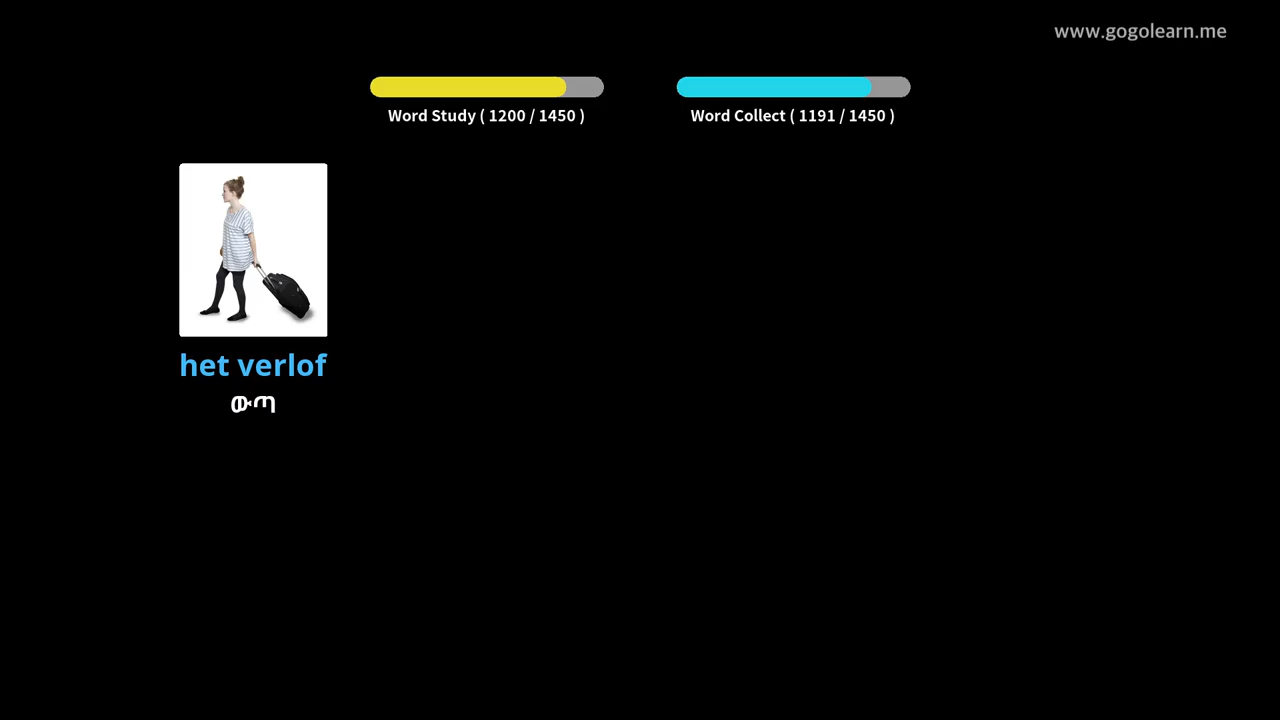 www.gogolearn.me
Word Study ( 1200 / 1450 )
Word Collect ( 1191 / 1450 )
het verlof
ውጣ